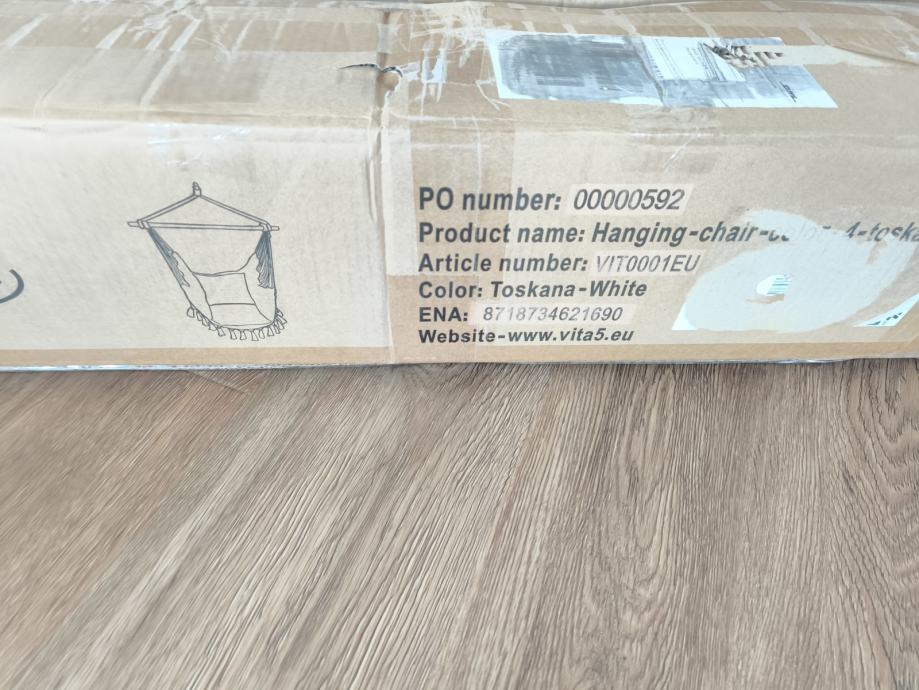 PO number: 00000592
Product name: Hanging-chair-
Article number: VIT0001EU
Color: Toskana-White
ENA: 8718734621690
Website-www.vita5.eu